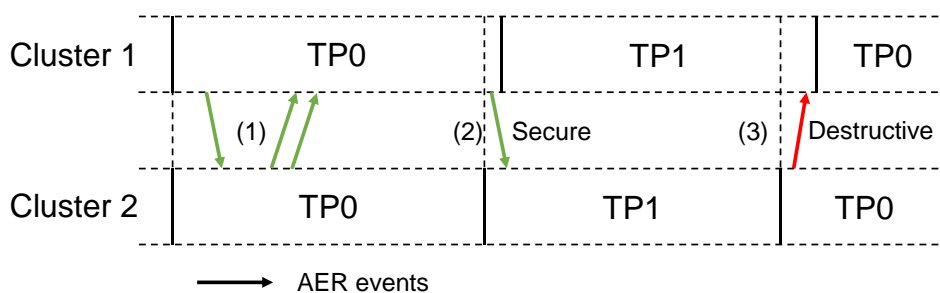 Cluster 1 TP0 TP1 TP0
(1) (2) Secure (3) Destructive
Cluster 2 TP0 TP1 TP0
AER events